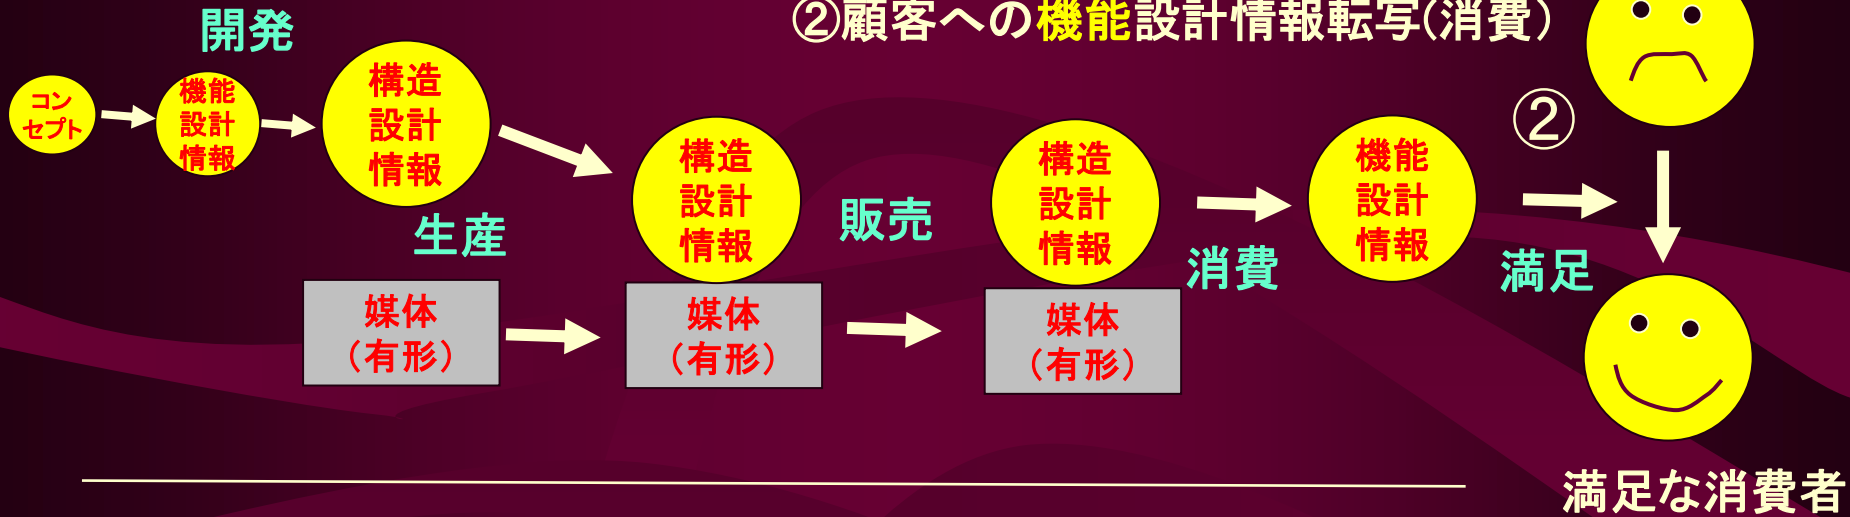 ②顧客への機能設計情報転写(消費)
開発
コン
セプト
機能
設計
情報
構造
設計
情報
生産
媒体
（有形）
構造
設計
情報
媒体
（有形）
販売
構造
設計
情報
媒体
（有形）
消費
機能
設計
情報
②
満足
満足な消費者